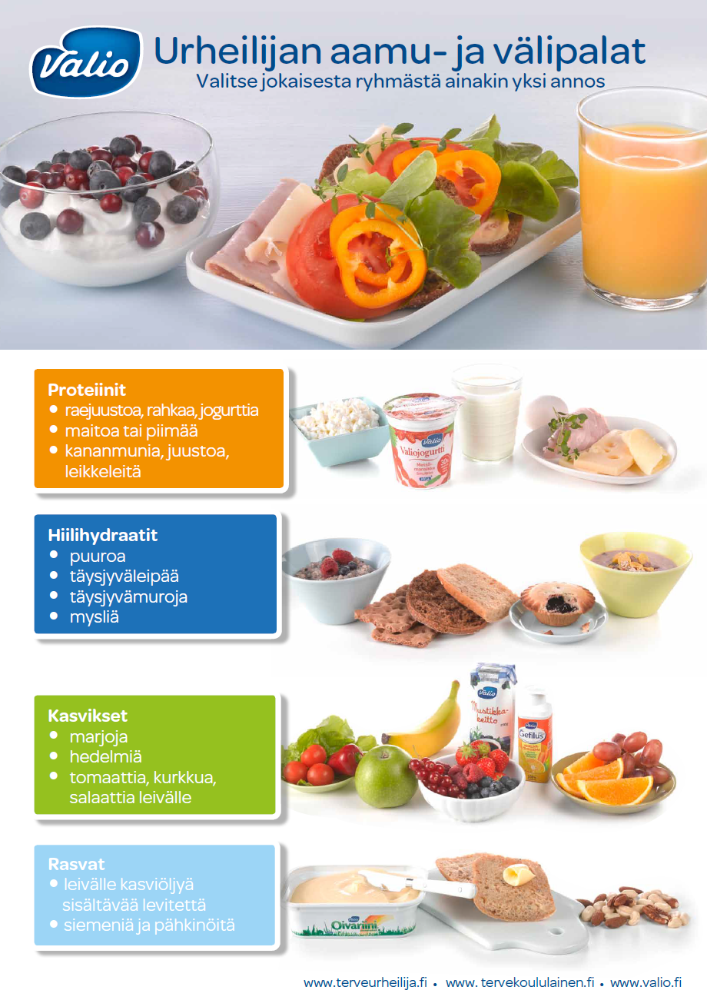 Valio
Urheilijan aamu- ja välipalat
Valitse jokaisesta ryhmästä ainakin yksi annos
Proteiinit
• raejuustoa, rahkaa, jogurttia
• maitoa tai piimää
• kananmunia, juustoa,
leikkeleitä
Valio
Valiojogurtti
Metsä-
mansikka
HYLA
Hiilihydraatit
• puuroa
• täysjyväleipää
• täysjyvämuroja
• mysliä
Valio
Mustikka-
keitto
Valio
Gefilus
Kasvikset
• marjoja
• hedelmiä
• tomaattia, kurkkua,
salaattia leivälle
Rasvat
• leivälle kasviöljyä
sisältävää levitettä
• siemeniä ja pähkinöitä
Valio
Oivariini
www.terveurheilija.fi • www. tervekoululainen.fi • www.valio.fi